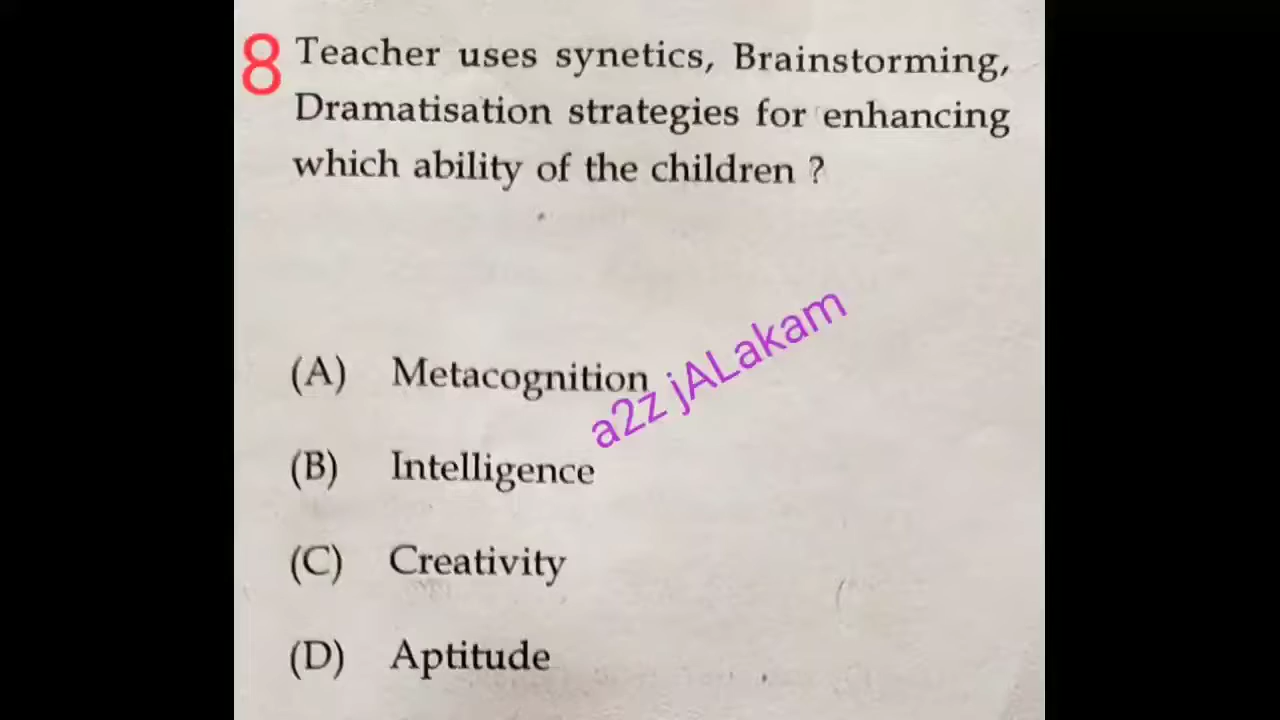 8 Teacher uses synetics, Brainstorming,
Dramatisation strategies for enhancing
which ability of the children ?
(A) Metacognition
a2z jALakam
(B) Intelligence
(C) Creativity
(D) Aptitude